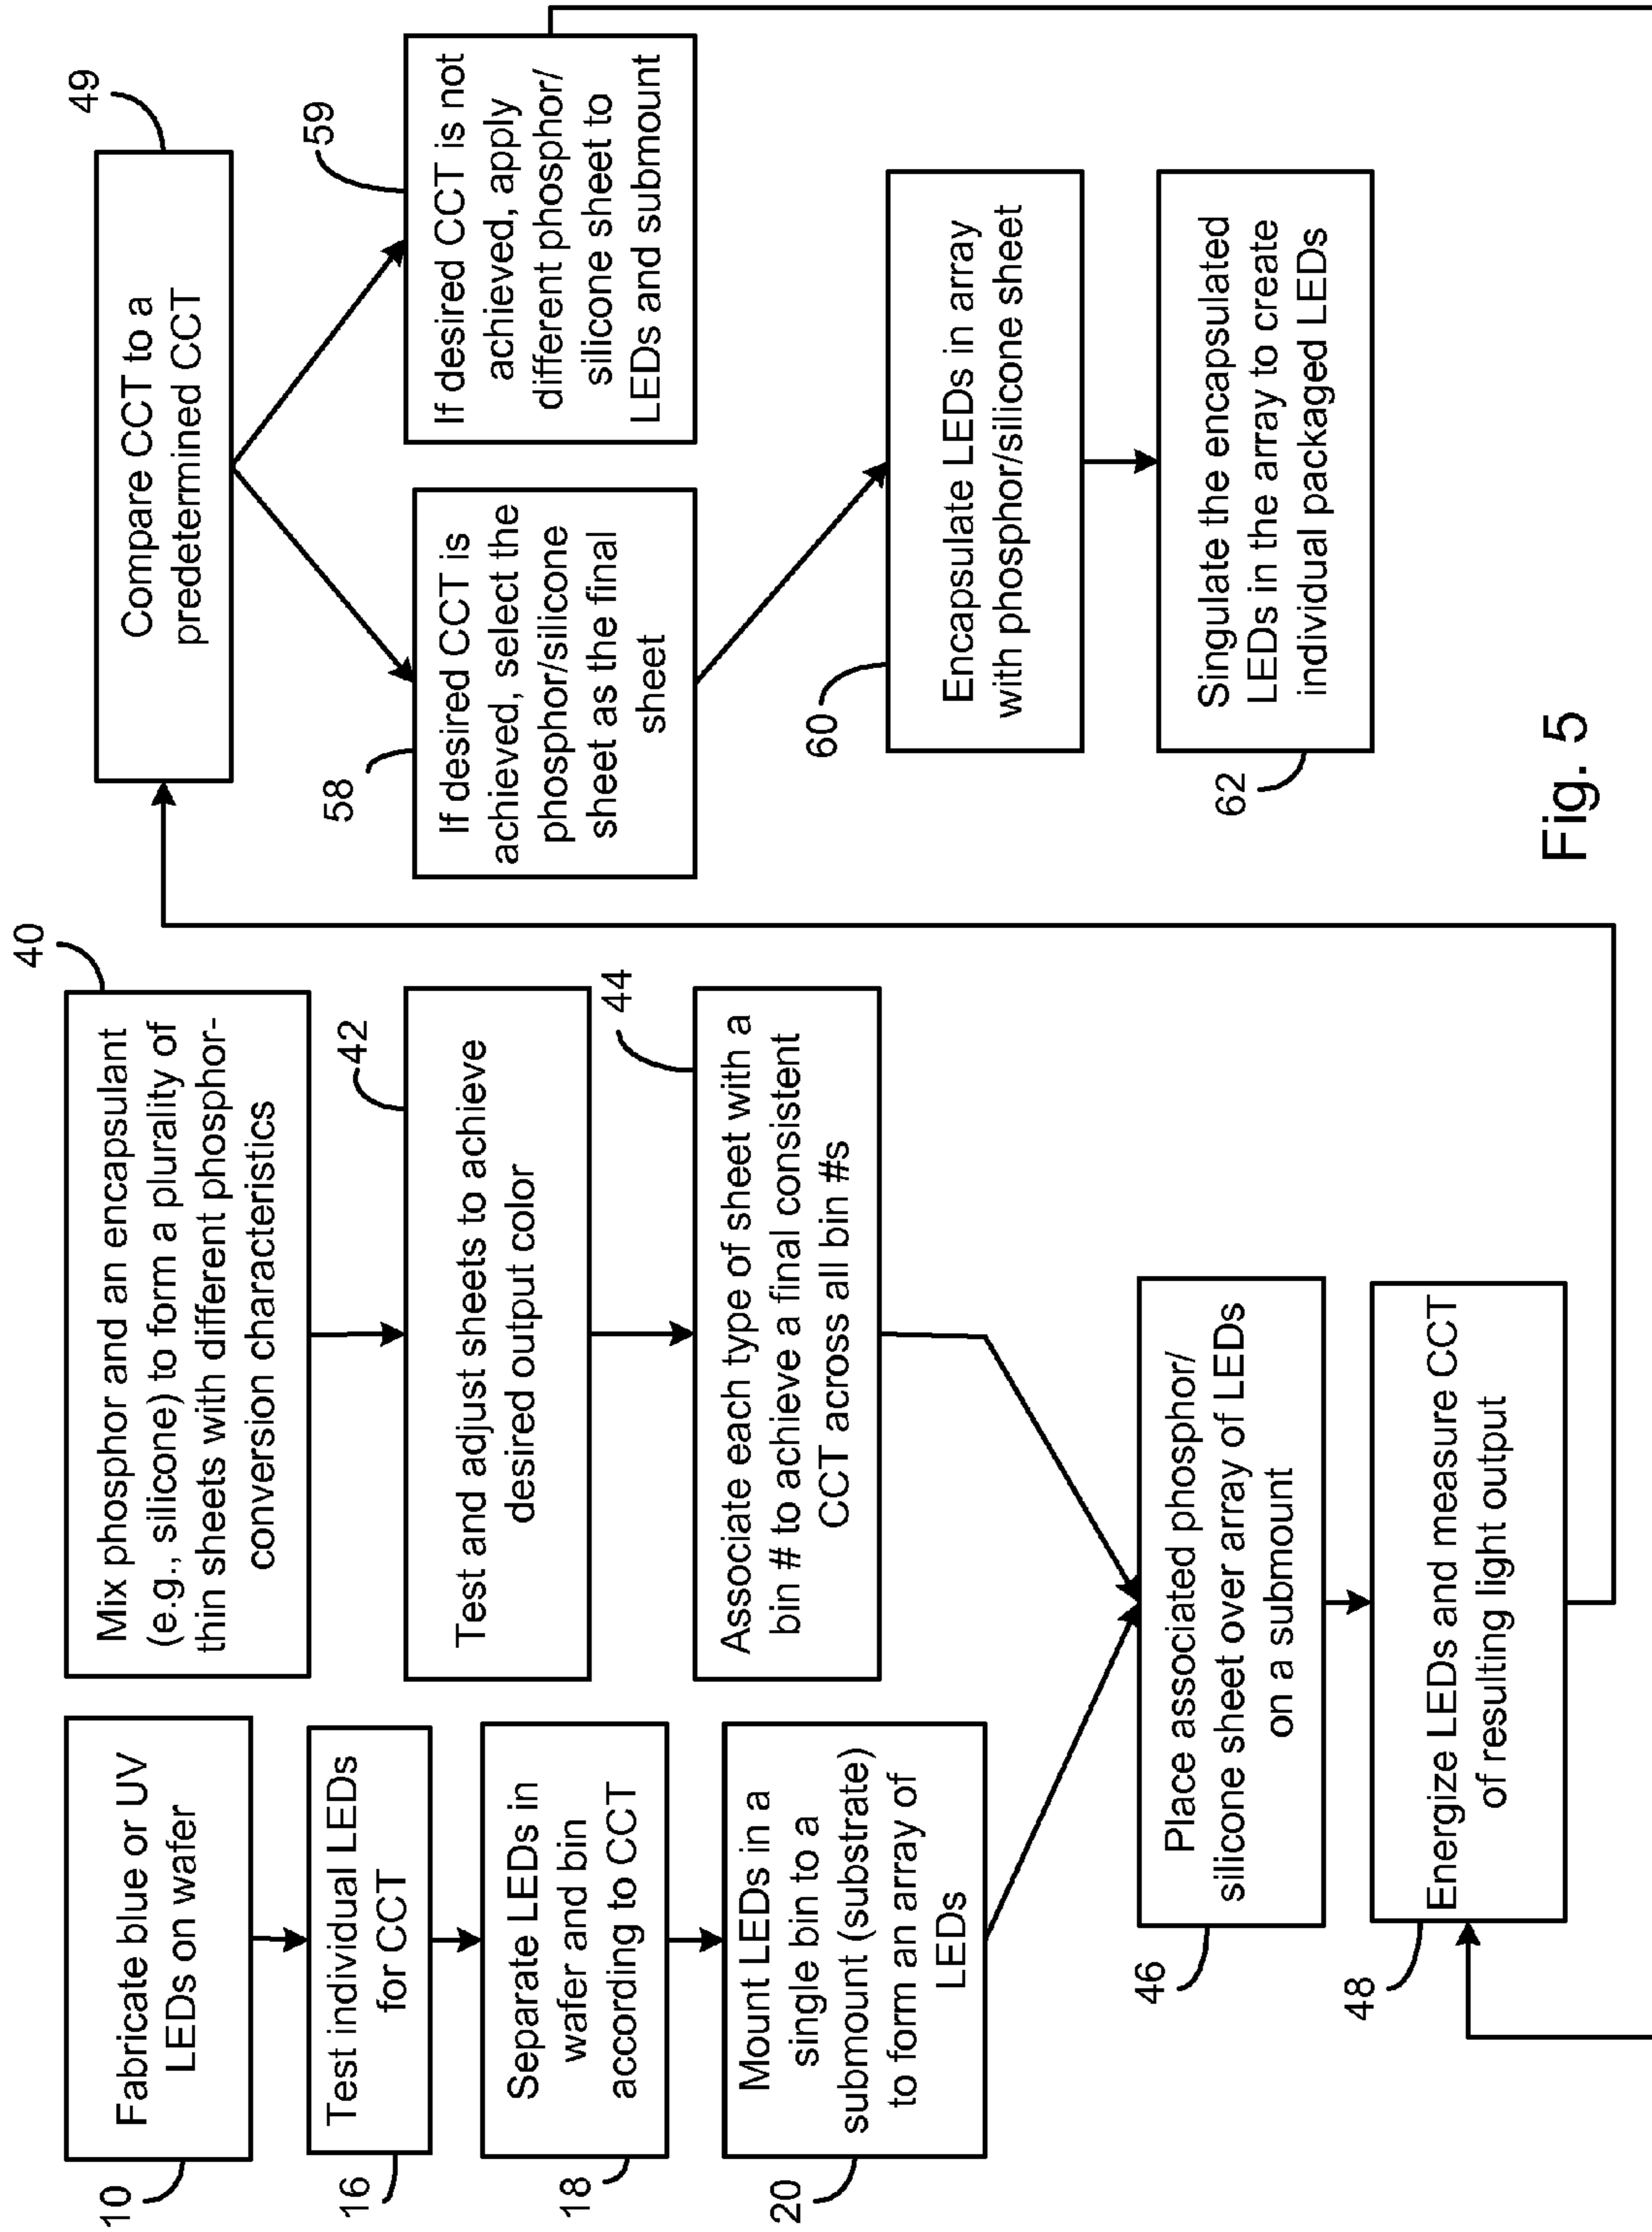 10
Fabricate blue or UV
LEDs on wafer
16
Test individual LEDs
for CCT
18
Separate LEDs in
wafer and bin
according to CCT
20
Mount LEDs in a
single bin to a
submount (substrate)
to form an array of
LEDs
40
Mix phosphor and an encapsulant
(e.g., silicone) to form a plurality of
thin sheets with different phosphor-
conversion characteristics
42
Test and adjust sheets to achieve
desired output color
44
Associate each type of sheet with a
bin # to achieve a final consistent
CCT across all bin #s
46
Place associated phosphor/
silicone sheet over array of LEDs
on a submount
48
Energize LEDs and measure CCT
of resulting light output
49
Compare CCT to a
predetermined CCT
58
If desired CCT is
achieved, select the
phosphor/silicone
sheet as the final
sheet
59
If desired CCT is not
achieved, apply
different phosphor/
silicone sheet to
LEDs and submount
60
Encapsulate LEDs in array
with phosphor/silicone sheet
62
Singulate the encapsulated
LEDs in the array to create
individual packaged LEDs
Fig. 5